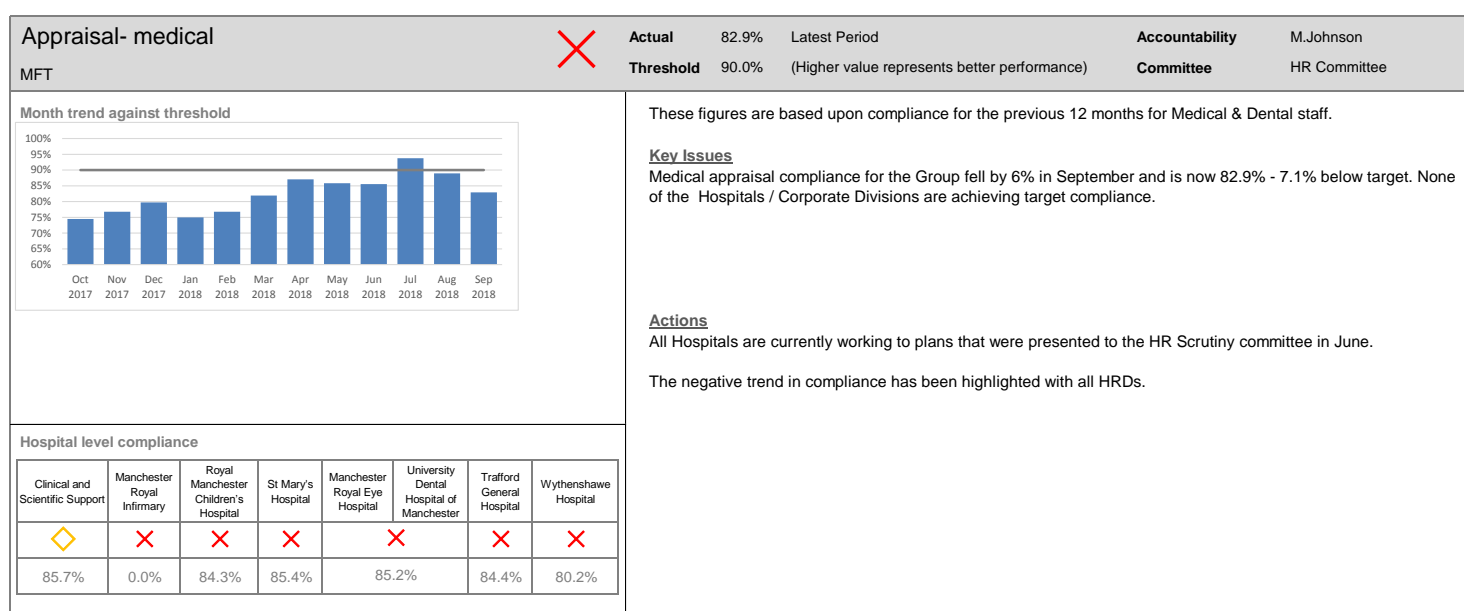 Appraisal- medical
MFT
Actual 82.9% Latest Period
Threshold 90.0% (Higher value represents better performance)
Accountability M.Johnson
Committee HR Committee
Month trend against threshold
100%
95%
90%
85%
80%
75%
70%
65%
60%
Oct Nov Dec Jan Feb Mar Apr May Jun Jul Aug Sep
2017 2017 2017 2018 2018 2018 2018 2018 2018 2018 2018 2018
Hospital level compliance
Clinical and
Scientific Support
Manchester
Royal
Infirmary
Royal
Manchester
Children's
Hospital
St Mary's
Hospital
Manchester
Royal Eye
Hospital
University
Dental
Hospital of
Manchester
Trafford
General
Hospital
Wythenshawe
Hospital
85.7% 0.0% 84.3% 85.4% 85.2% 84.4% 80.2%
These figures are based upon compliance for the previous 12 months for Medical & Dental staff.
Key Issues
Medical appraisal compliance for the Group fell by 6% in September and is now 82.9% - 7.1% below target. None
of the Hospitals / Corporate Divisions are achieving target compliance.
Actions
All Hospitals are currently working to plans that were presented to the HR Scrutiny committee in June.
The negative trend in compliance has been highlighted with all HRDs.